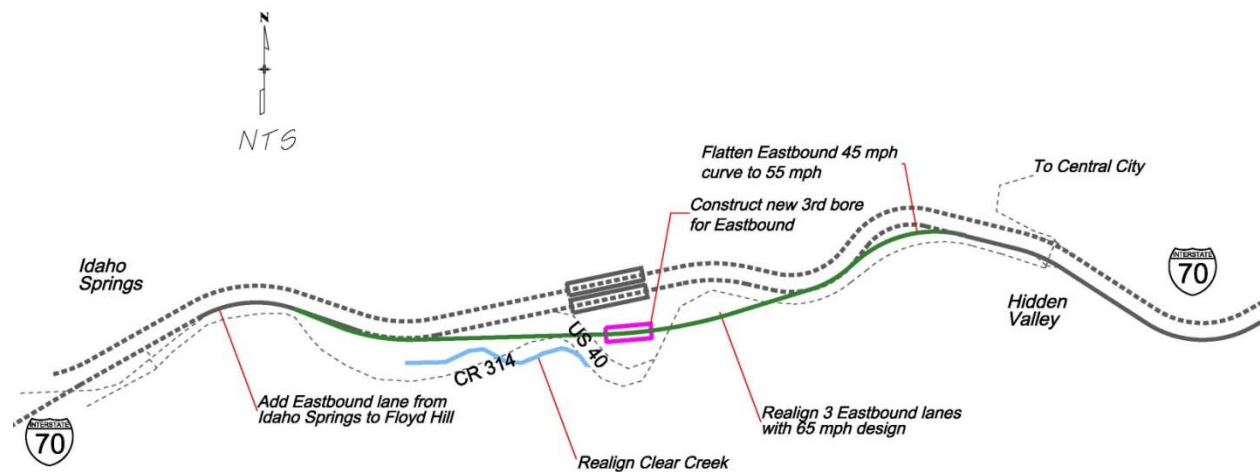 N
NTS
Flatten Eastbound 45 mph
curve to 55 mph
To Central City
Construct new 3rd bore
for Eastbound
Idaho
Springs
INTERSTATE
70
Hidden
Valley
US 40
CR 314
Add Eastbound lane from
Idaho Springs to Floyd Hill
Realign 3 Eastbound lanes
with 65 mph design
INTERSTATE
70
Realign Clear Creek